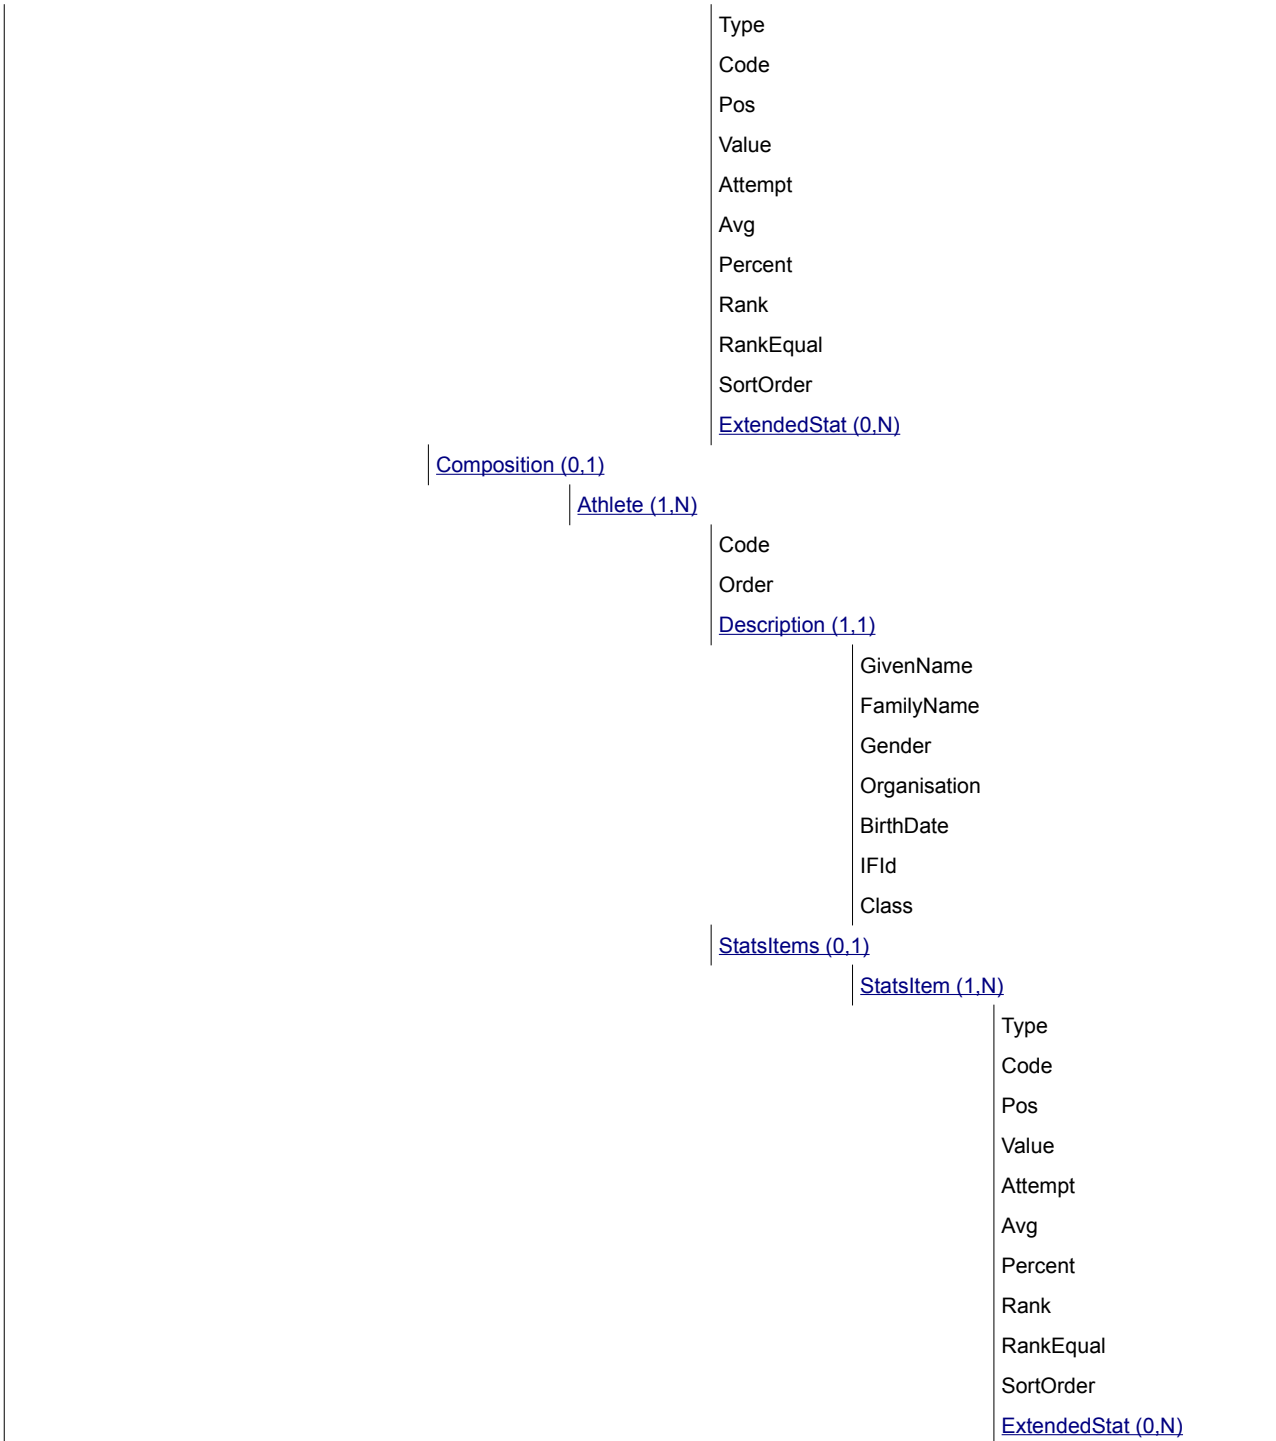 Type
Code
Pos
Value
Attempt
Avg
Percent
Rank
RankEqual
SortOrder
ExtendedStat (0,N)
Composition (0,1)
Athlete (1,N)
Code
Order
Description (1,1)
GivenName
FamilyName
Gender
Organisation
BirthDate
IFId
Class
StatsItems (0,1)
StatsItem (1,N)
Type
Code
Pos
Value
Attempt
Avg
Percent
Rank
RankEqual
SortOrder
ExtendedStat (0,N)